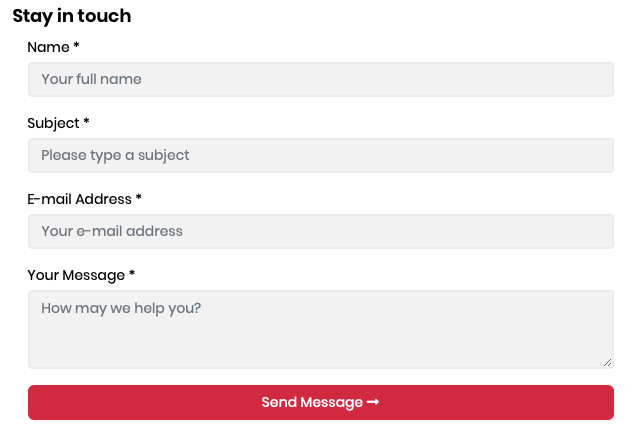 Stay in touch
Name *
Your full name
Subject *
Please type a subject
E-mail Address *
Your e-mail address
Your Message *
How may we help you?
Send Message →